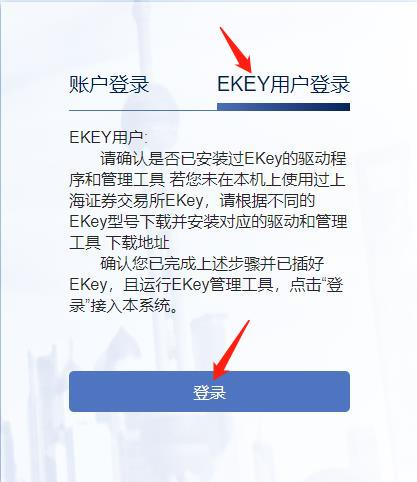 账户登录 EKEY用户登录
EKEY用户:
请确认是否已安装过EKey的驱动程
序和管理工具 若您未在本机上使用过上
海证券交易所EKey，请根据不同的
EKey型号下载并安装对应的驱动和管理
工具 下载地址
确认您已完成上述步骤并已插好
EKey，且运行EKey管理工具，点击“登
录”接入本系统。
登录